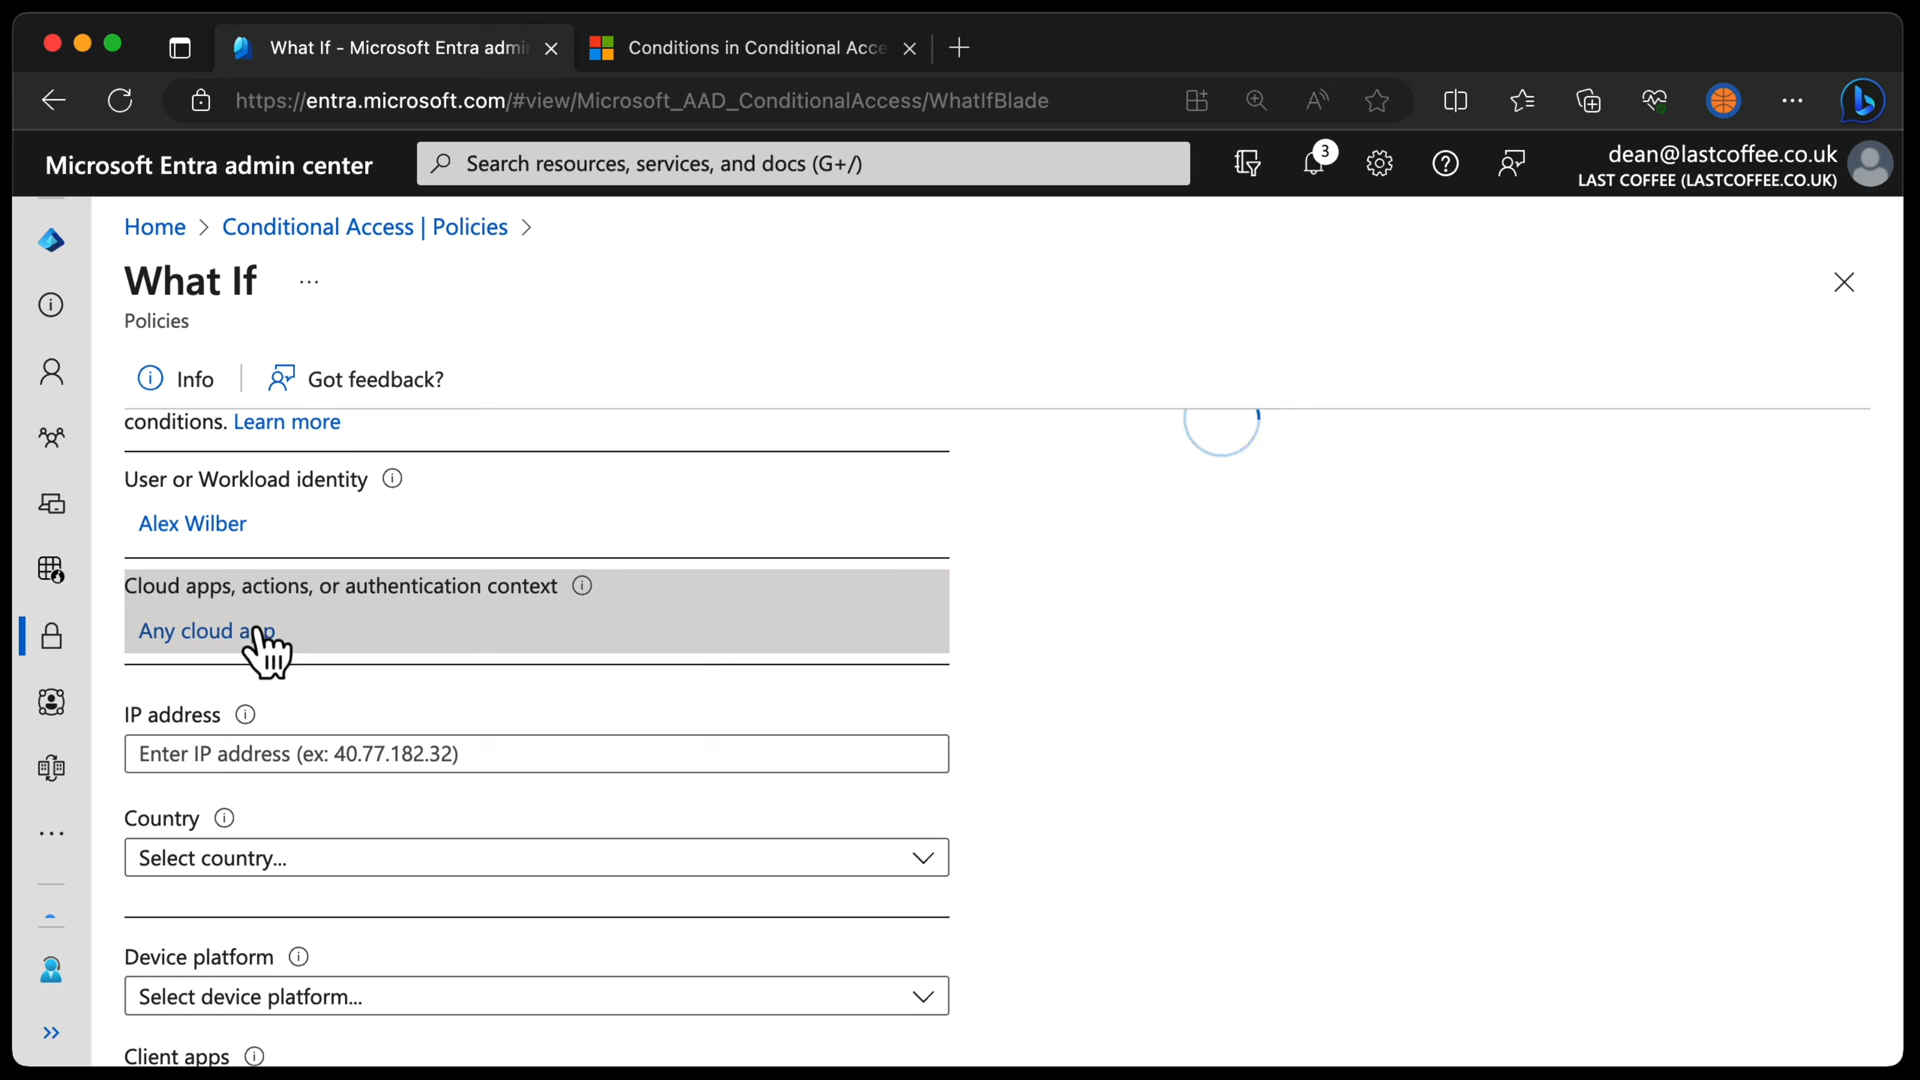 What If - Microsoft Entra admi
Conditions in Conditional Acce
https://entra.microsoft.com/#view/Microsoft_AAD_ConditionalAccess/WhatIfBlade
Microsoft Entra admin center
Search resources, services, and docs (G+/)
3
dean@lastcoffee.co.uk
LAST COFFEE (LASTCOFFEE.CO.UK)
Home > Conditional Access | Policies >
What If ...
Policies
Info
Got feedback?
conditions. Learn more
User or Workload identity
Alex Wilber
Cloud apps, actions, or authentication context
Any cloud app
IP address
Enter IP address (ex: 40.77.182.32)
Country
Select country...
Device platform
Select device platform...
Client apps